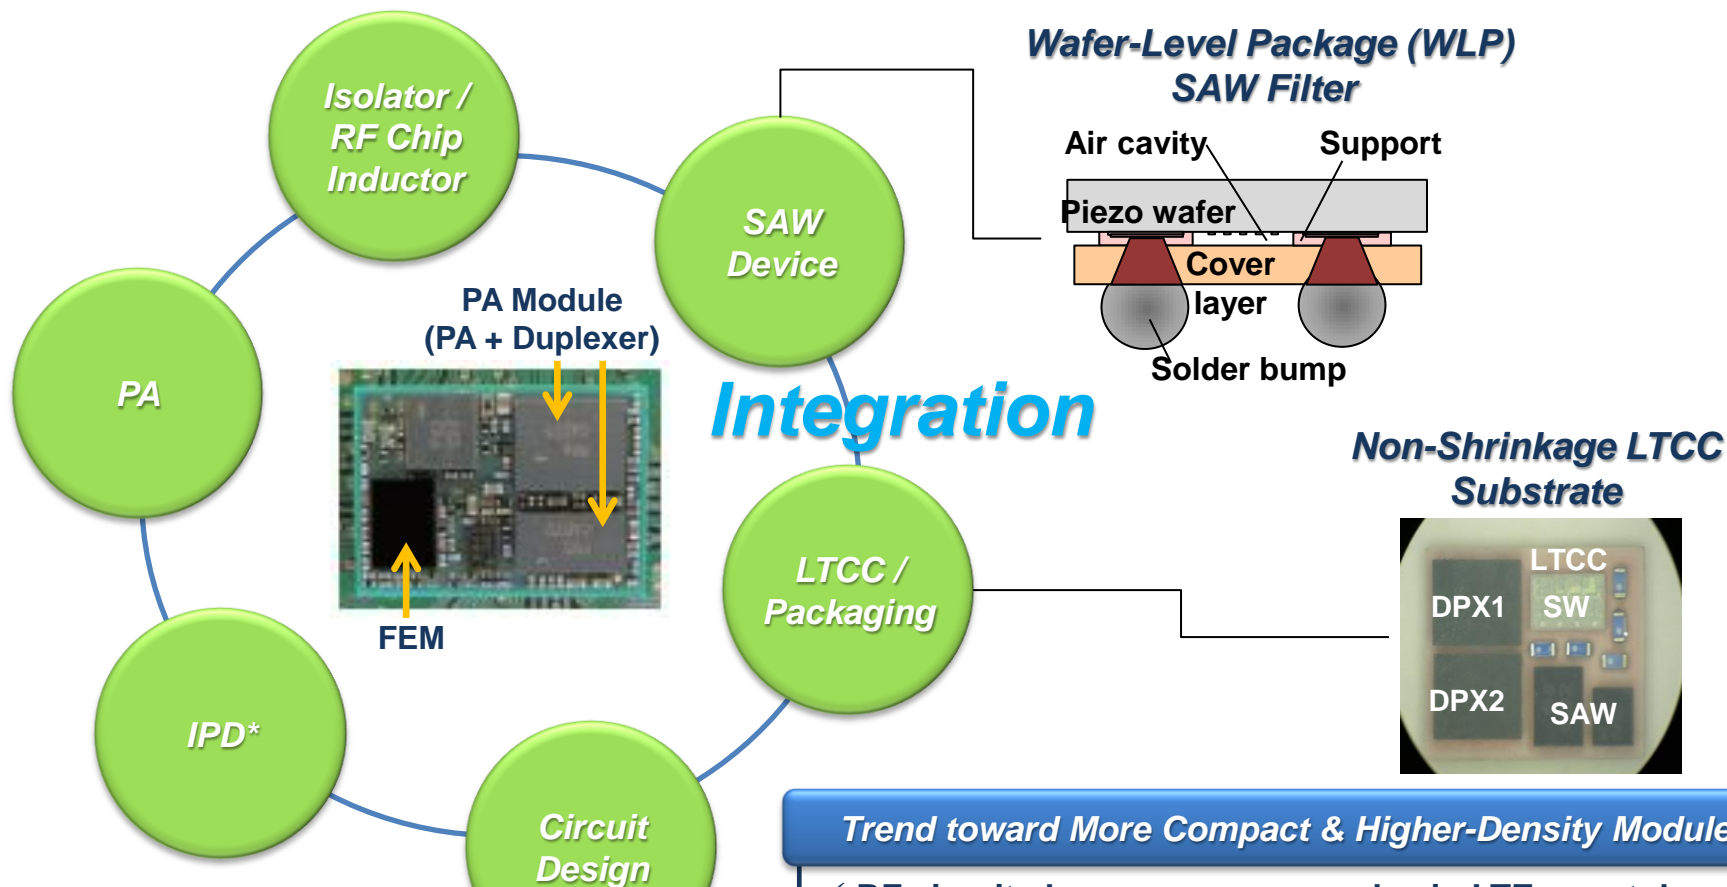 Wafer-Level Package (WLP)
SAW Filter
Isolator /
RF Chip
Inductor
Air cavity
Support
Piezo wafer
SAW
Device
Cover
layer
PA Module
(PA + Duplexer)
Solder bump
PA
Integration
Non-Shrinkage LTCC
Substrate
LTCC
DPX1
SW
LTCC /
Packaging
FEM
DPX2
SAW
IPD*
Circuit
Design
Trend toward More Compact & Higher-Density Module